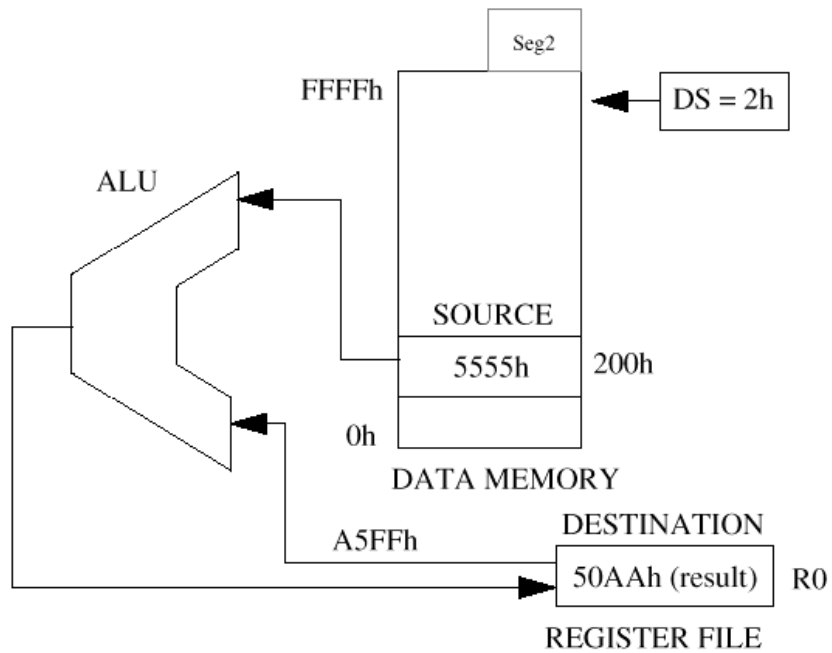 Seg2
FFFFh
DS = 2h
ALU
SOURCE
5555h
200h
0h
DATA MEMORY
DESTINATION
A5FFh
50AAh (result)
R0
REGISTER FILE